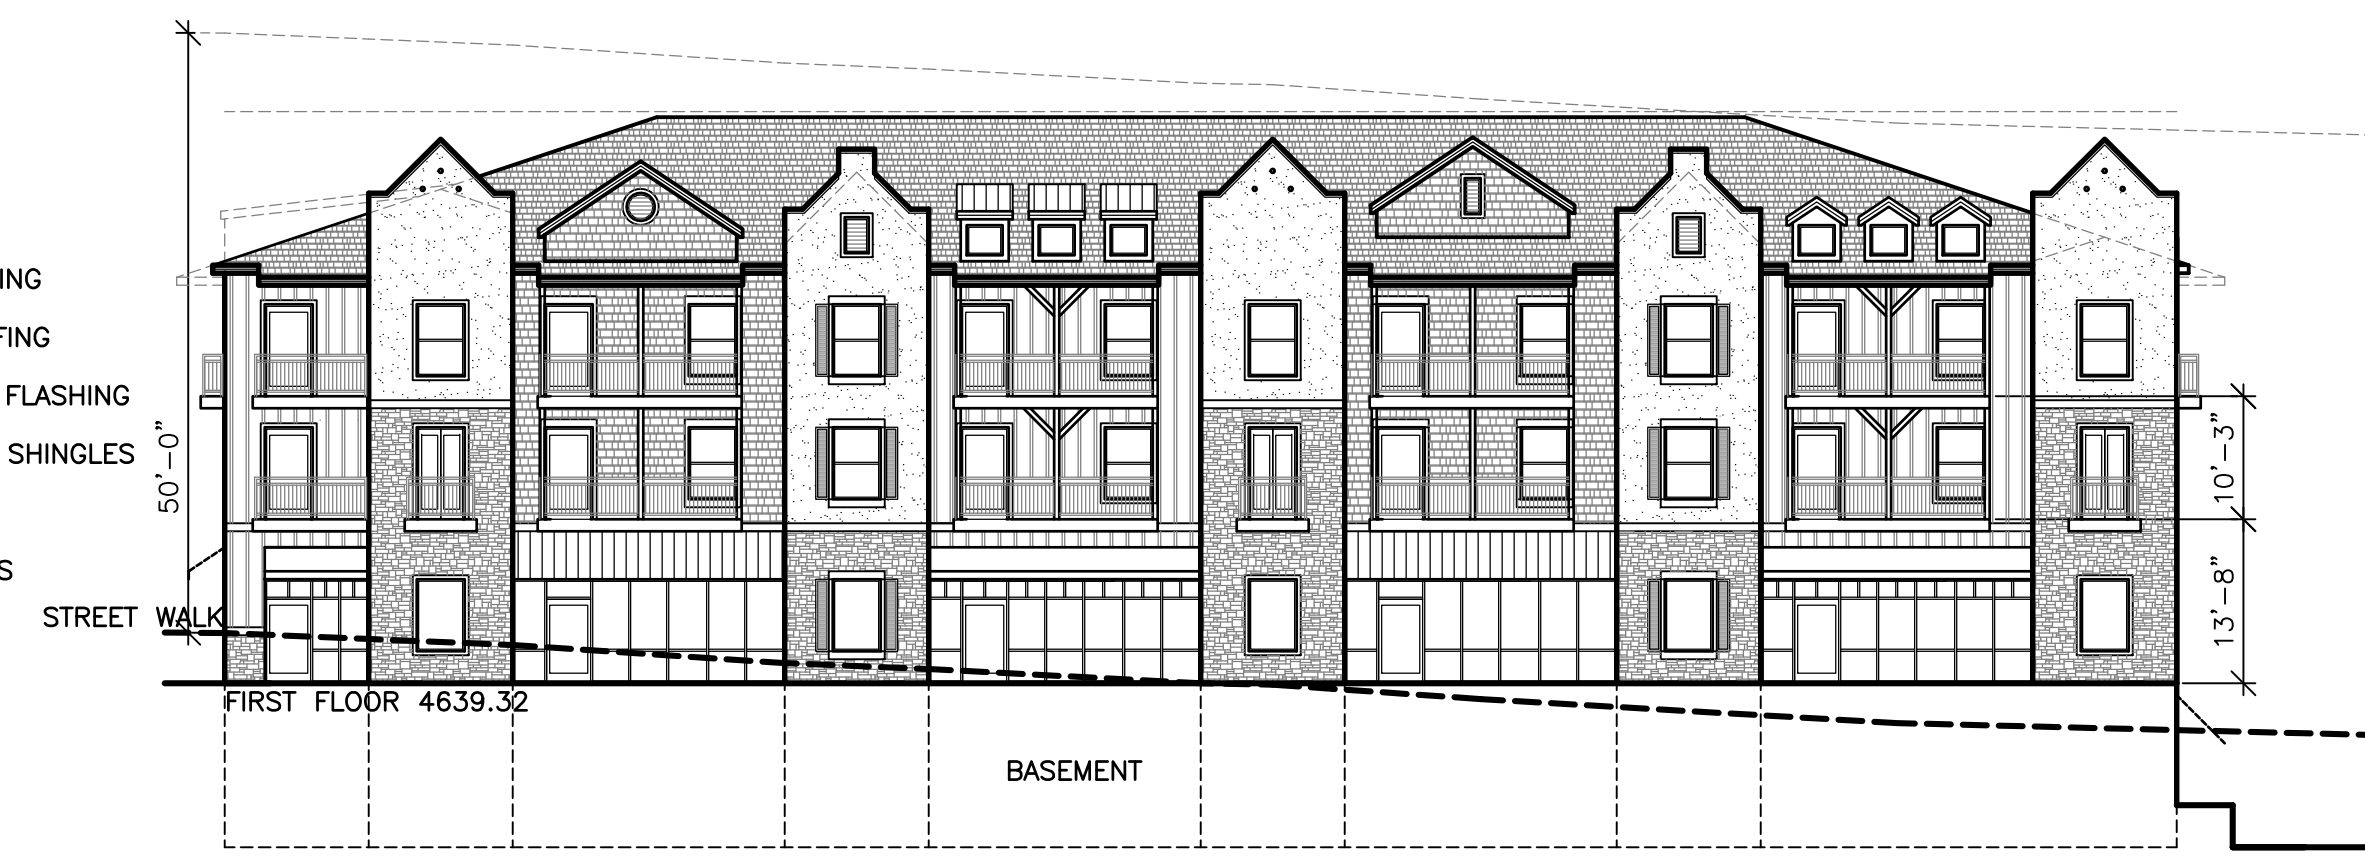 ING
FING
FLASHING
SHINGLES
S
50'-0"
STREET WALK
FIRST FLOOR 4639.32
BASEMENT
10'-3"
13'-8"